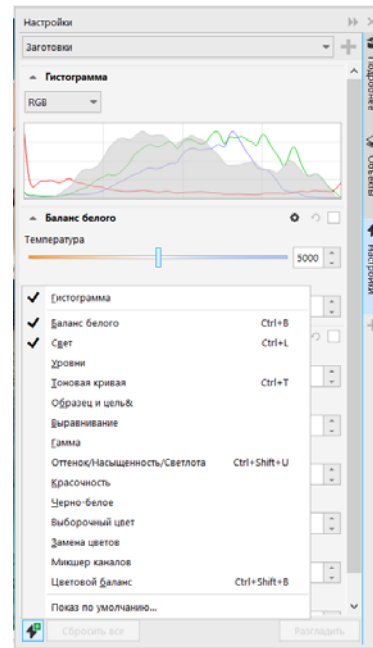 Настройки
Заготовки
Гистограмма
RGB
Баланс белого
Температура
5000
Гистограмма
Баланс белого Ctrl+B
Свет Ctrl+L
Уровни
Тоновая кривая Ctrl+T
Образец и цель&
Выравнивание
Гамма
Оттенок/Насыщенность/Светлота Ctrl+Shift+U
Красочность
Черно-белое
Выборочный цвет
Замена цветов
Микшер каналов
Цветовой баланс Ctrl+Shift+B
Показ по умолчанию...
Сбросить все
Разгладить
Подробнее
Объекты
Настройки